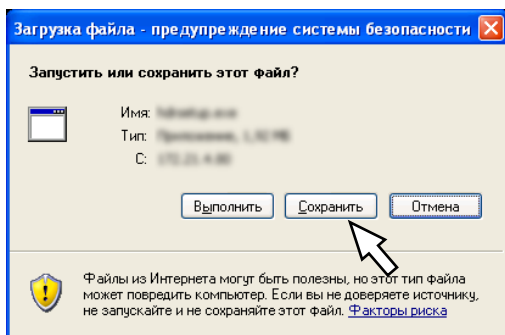 Загрузка файла - предупреждение системы безопасности
Запустить или сохранить этот файл?
Имя:
Тип:
С:
Выполнить Сохранить Отмена
Файлы из Интернета могут быть полезны, но этот тип файла
может повредить компьютер. Если вы не доверяете источнику,
не запускайте и не сохраняйте этот файл. Факторы риска